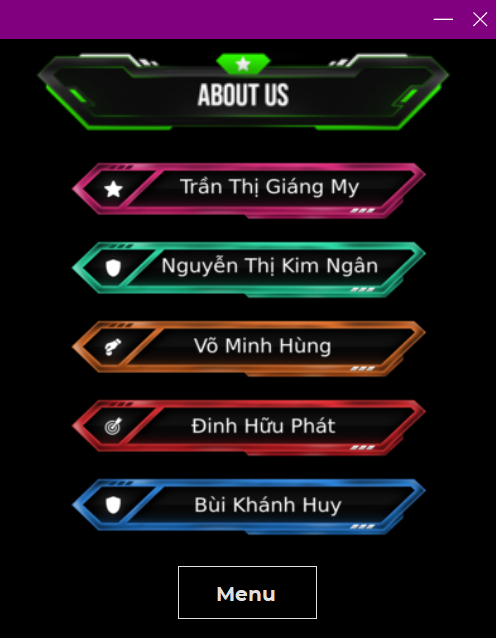 ABOUT US
Trần Thị Giáng My
Nguyễn Thị Kim Ngân
Võ Minh Hùng
Đinh Hữu Phát
Bùi Khánh Huy
Menu